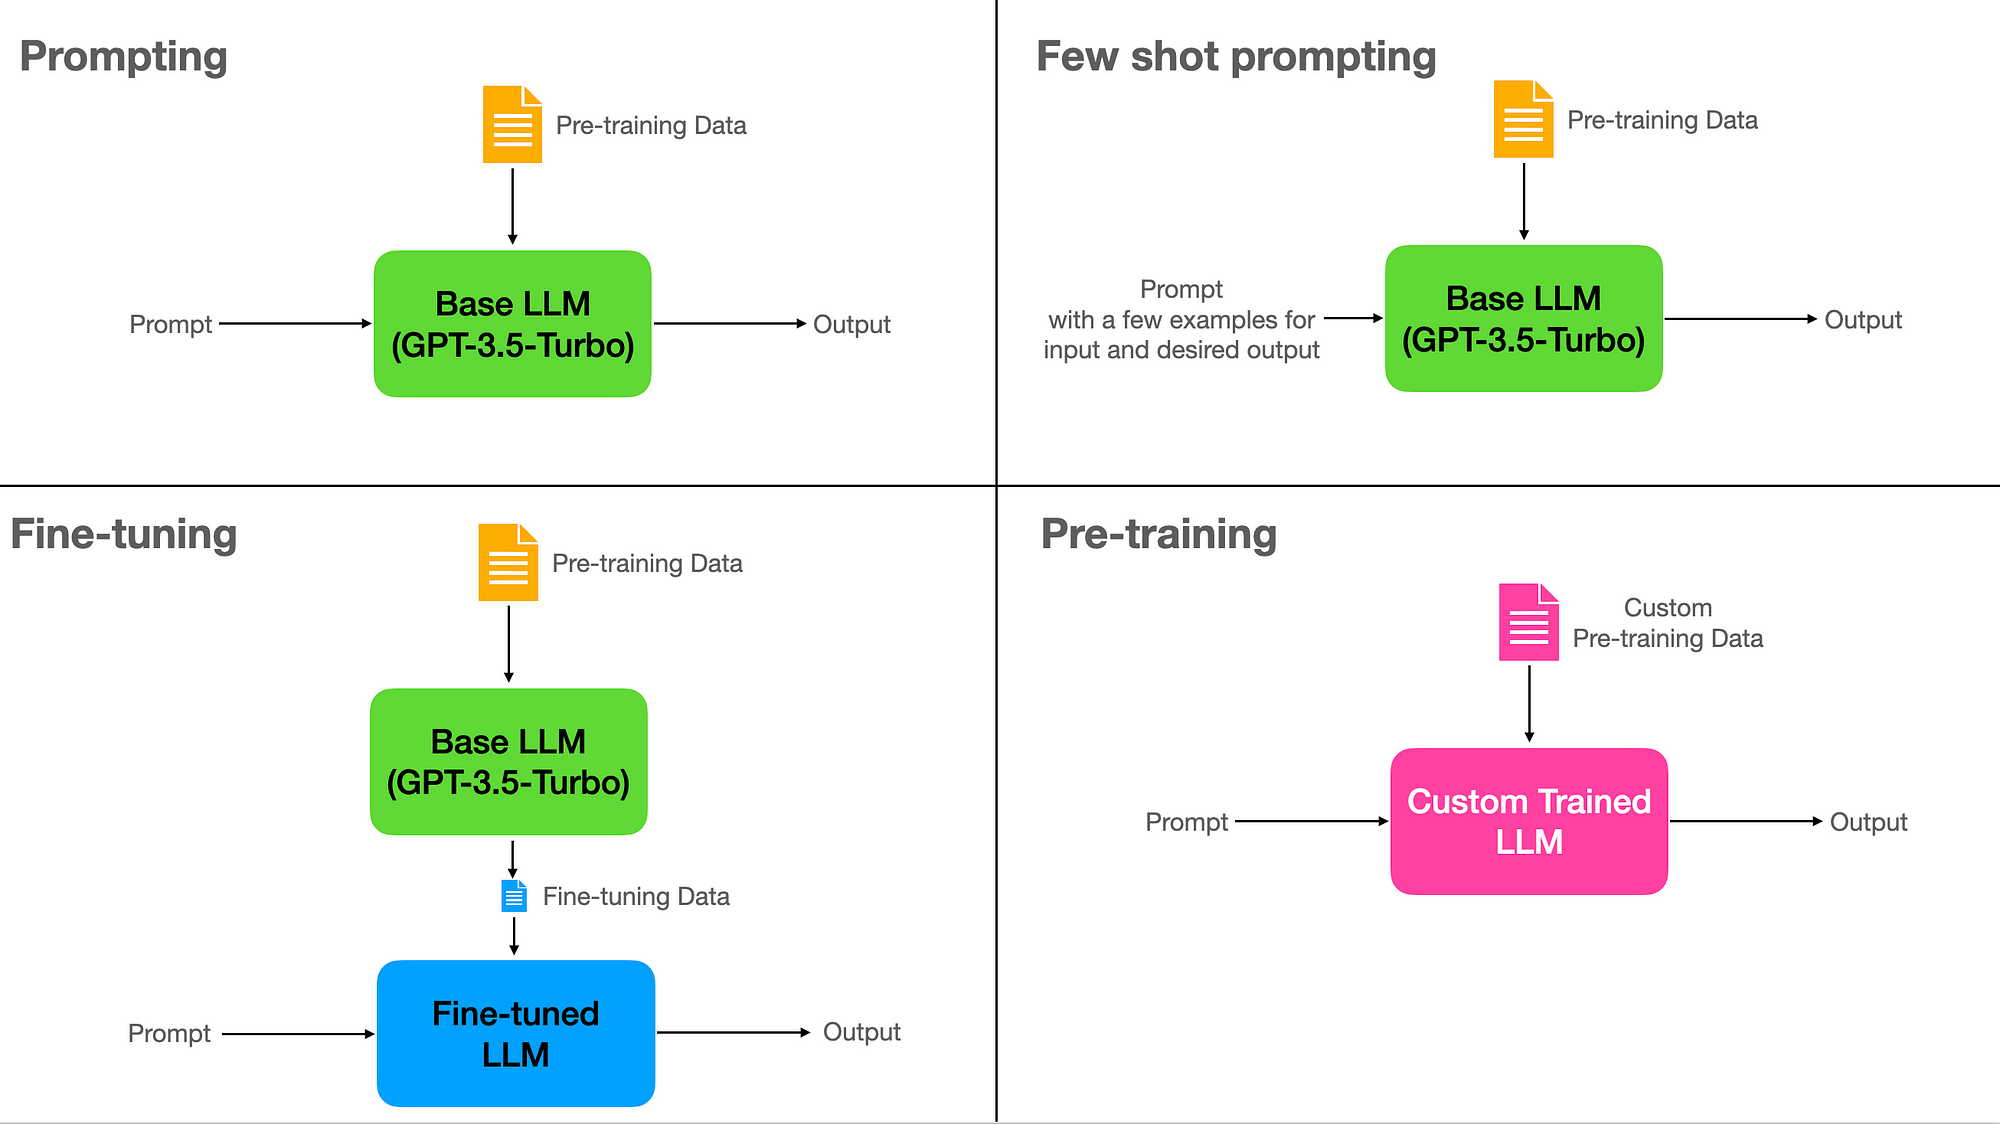 Prompting
Pre-training Data
Prompt
Base LLM
(GPT-3.5-Turbo)
Output
Few shot prompting
Pre-training Data
Prompt
with a few examples for
input and desired output
Base LLM
(GPT-3.5-Turbo)
Output
Fine-tuning
Pre-training Data
Base LLM
(GPT-3.5-Turbo)
Fine-tuning Data
Prompt
Fine-tuned
LLM
Output
Pre-training
Custom
Pre-training Data
Prompt
Custom Trained
LLM
Output